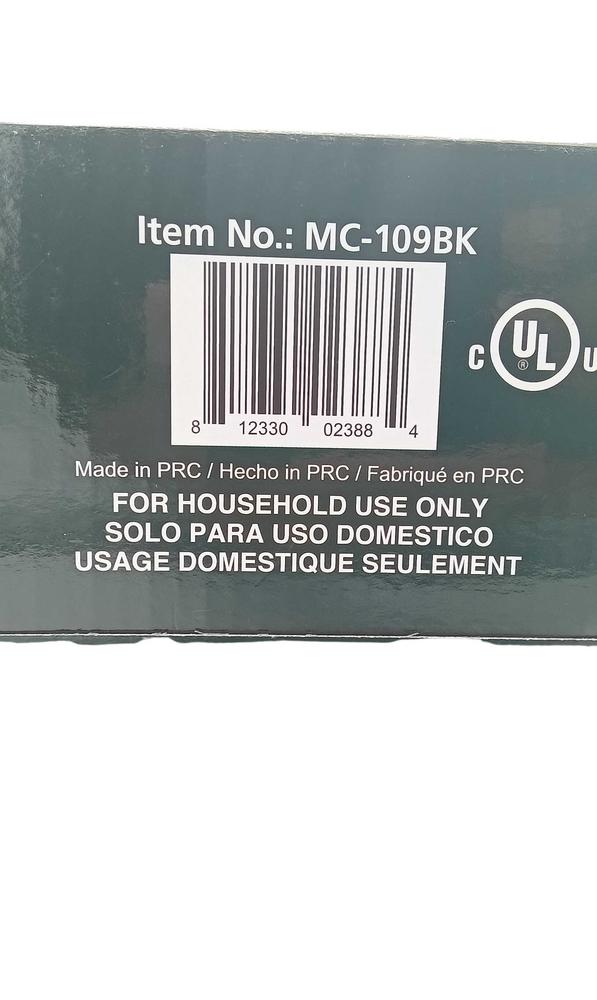 Item No.: MC-109BK
C UL ® U
8 12330 02388 4
Made in PRC / Hecho in PRC / Fabriqué en PRC
FOR HOUSEHOLD USE ONLY
SOLO PARA USO DOMESTICO
USAGE DOMESTIQUE SEULEMENT